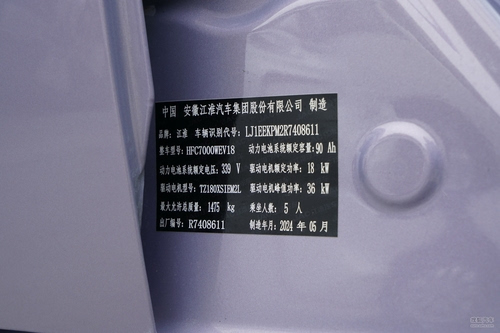 中国 安徽江淮汽车集团股份有限公司 制造
品牌：江淮 车辆识别代号：LJ1EEKPM2R7408611
整车型号：HFC7000WEV18 动力电池系统额定容量：90 Ah
动力电池系统额定电压：339 V 驱动电机额定功率：18 kW
驱动电机型号：TZ180XSIEM2L 驱动电机峰值功率：36 kW
最大允许总质量：1475 kg 乘坐人数：5 人
出厂编号：R7408611 制造年月：2024 年 05 月